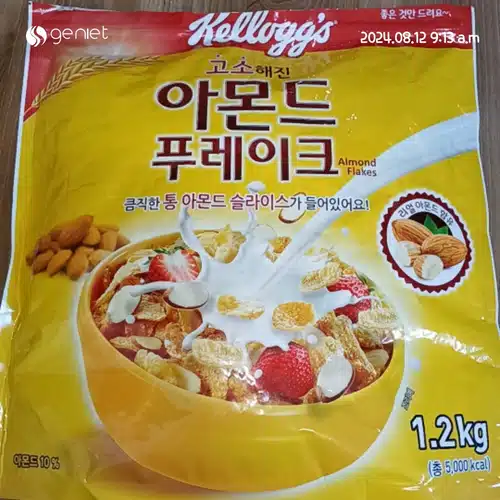 geniet
좋은 것만 드려요~
2024.08.12 9:13 a.m
Kellogg's
고소해진
아몬드
푸레이크
Almond
Flakes
큼직한 통 아몬드 슬라이스가 들어있어요!
리얼 아몬드 함유
아몬드 10 %
1.2kg
(총 5,000 kcal)